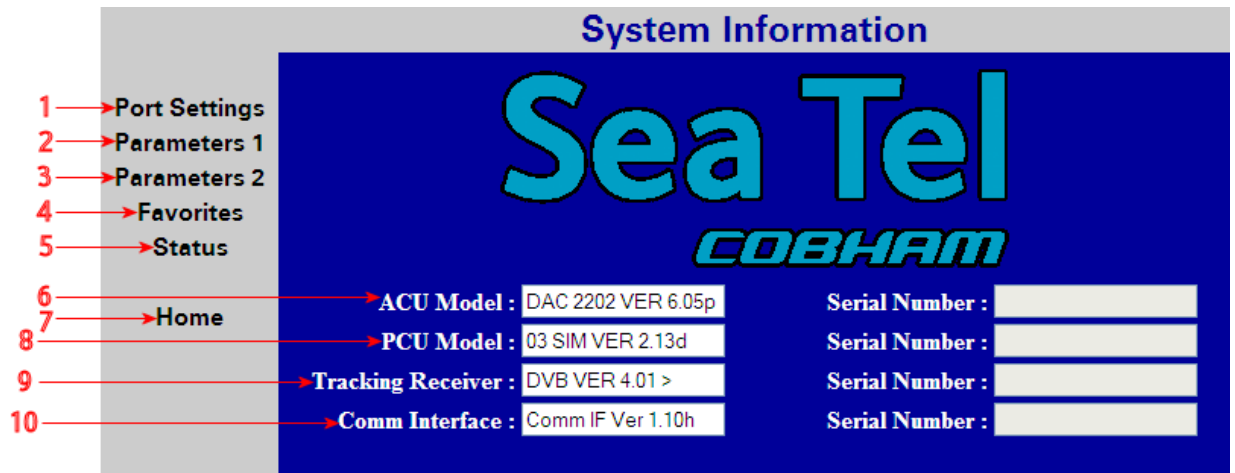 System Information
Sea Tel
COBHAM
1 Port Settings
2 Parameters 1
3 Parameters 2
4 Favorites
5 Status
6 ACU Model : DAC 2202 VER 6.05p Serial Number :
7 Home
8 PCU Model : 03 SIM VER 2.13d Serial Number :
9 Tracking Receiver : DVB VER 4.01 > Serial Number :
10 Comm Interface : Comm IF Ver 1.10h Serial Number :